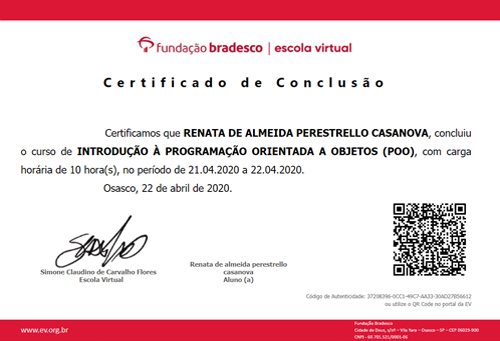 fundação bradesco | escola virtual
Certificado de Conclusão
Certificamos que RENATA DE ALMEIDA PERESTRELLO CASANOVA, concluiu
o curso de INTRODUÇÃO À PROGRAMAÇÃO ORIENTADA A OBJETOS (POO), com carga
horária de 10 hora(s), no período de 21.04.2020 a 22.04.2020.
Osasco, 22 de abril de 2020.
Simone Claudino de Carvalho Flores
Escola Virtual
Renata de almeida perestrello
casanova
Aluno (a)
Código de Autenticidade: 37208396-DCC1-49C7-AA33-30AD27B56612
ou utilize o QR Code no portal da EV
www.ev.org.br
Fundação Bradesco
Cidade de Deus, s/nº - Vila Yara - Osasco - SP - CEP 06029-900
CNPJ - 60.701.521/0001-06